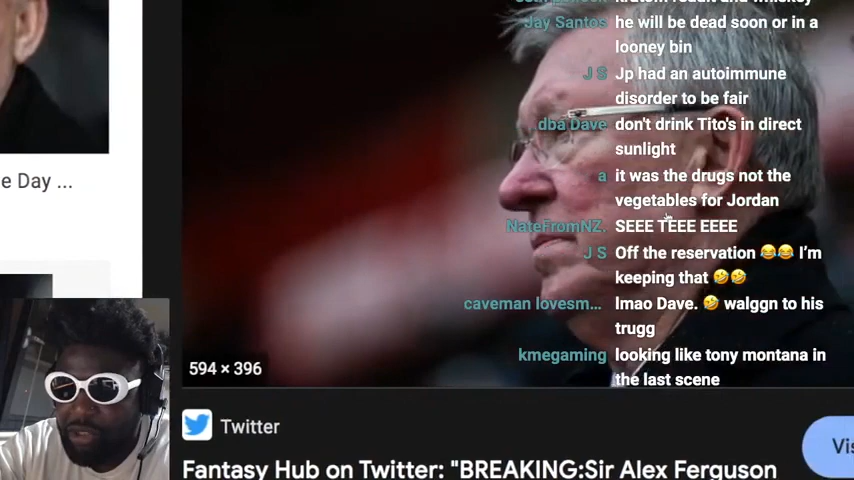 Jay Santos he will be dead soon or in a
looney bin
J S Jp had an autoimmune
disorder to be fair
dba Dave don't drink Tito's in direct
sunlight
a it was the drugs not the
vegetables for Jordan
NateFromNZ. SEEE TEEE EEEE
e Day ...
J S Off the reservation 😂😂 I’m
keeping that 🤣🤣
caveman lovesm... lmao Dave. 🤣 walggn to his
trugg
kmegaming looking like tony montana in
the last scene
594 × 396
Twitter
Vis
Fantasy Hub on Twitter: "BREAKING:Sir Alex Ferguson